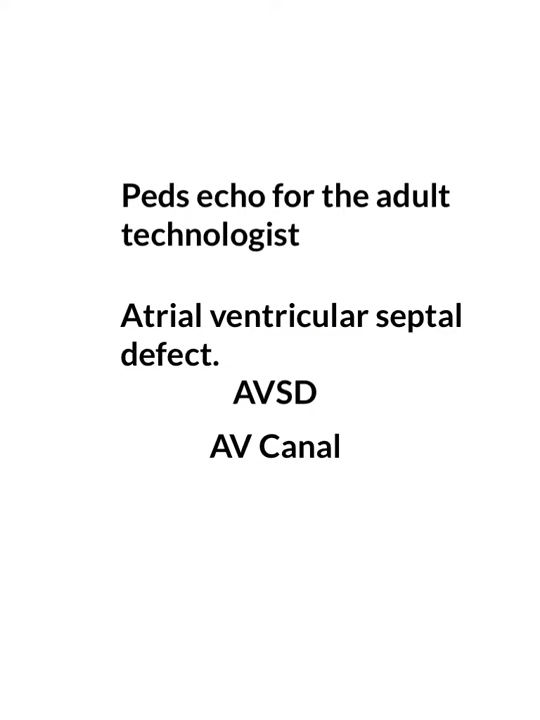 Peds echo for the adult
technologist
Atrial ventricular septal
defect.
AVSD
AV Canal